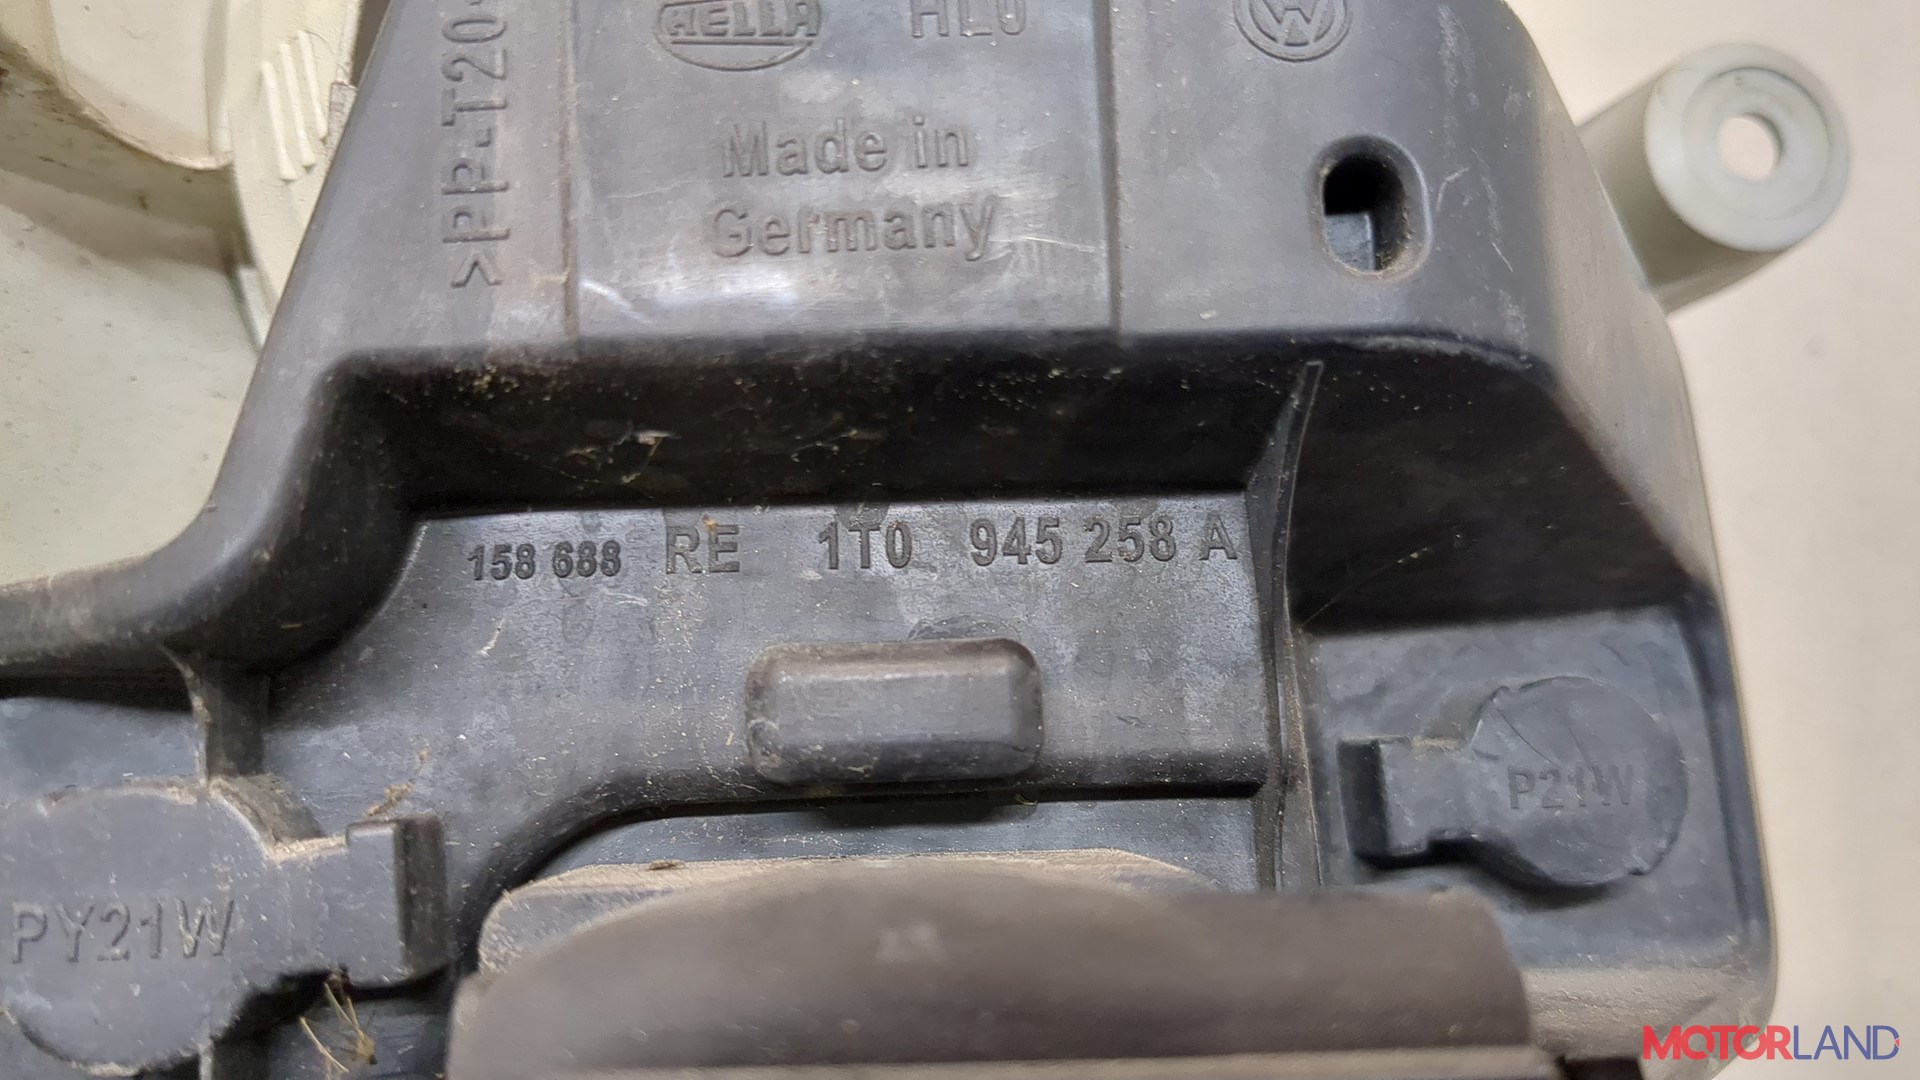 HELLA
HL0
>PP-T20
Made in
Germany
158 688 RE 1T0 945 258 A
P21W
PY21W
MOTORLAND